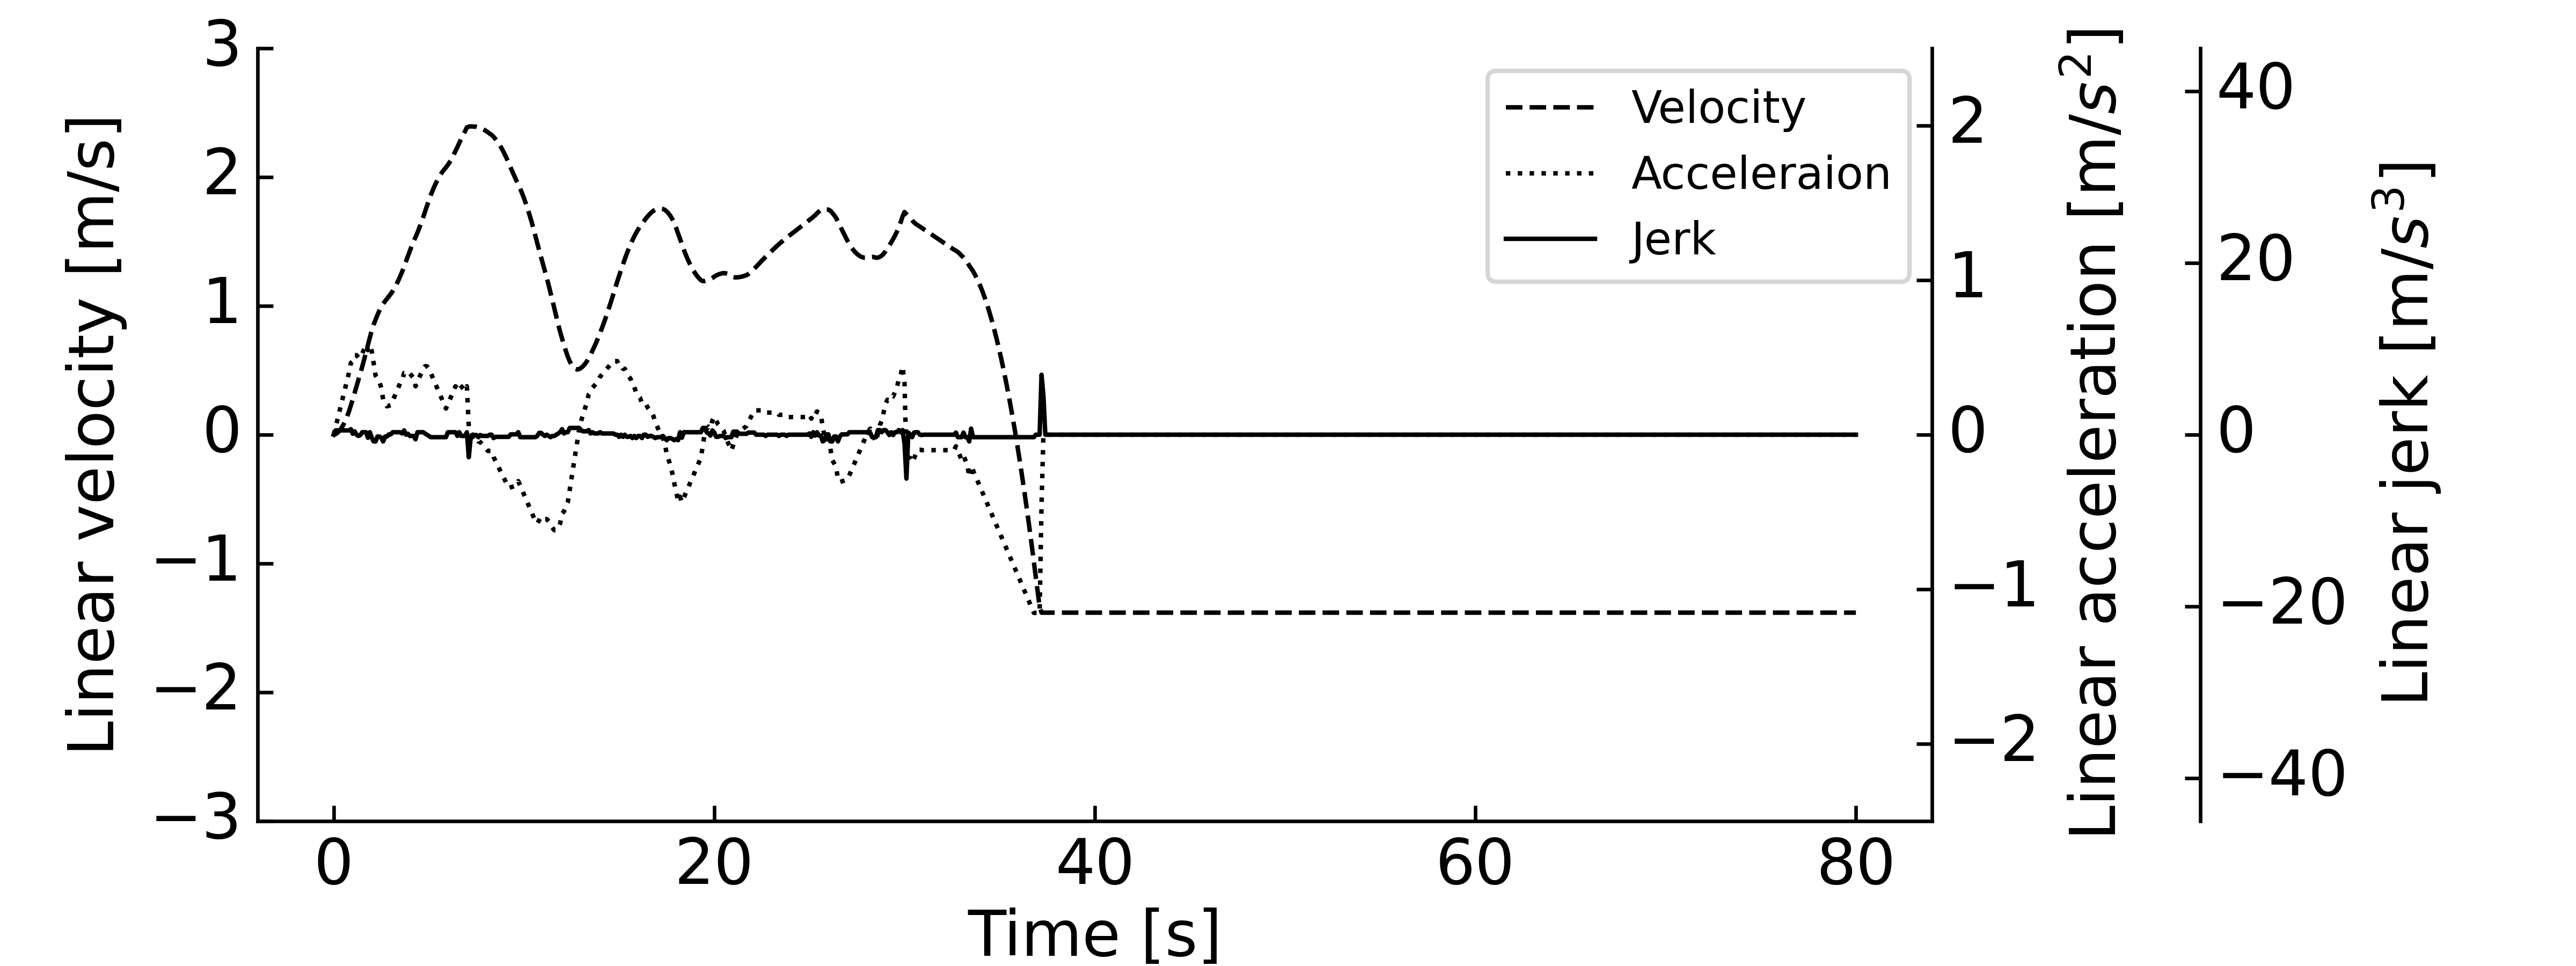 Linear velocity [m/s]
3
2
1
0
−1
−2
−3
0 20 40 60 80
Time [s]
Velocity
Acceleraion
Jerk
2
1
0
−1
−2
Linear acceleration [m/s²]
40
20
0
−20
−40
Linear jerk [m/s³]